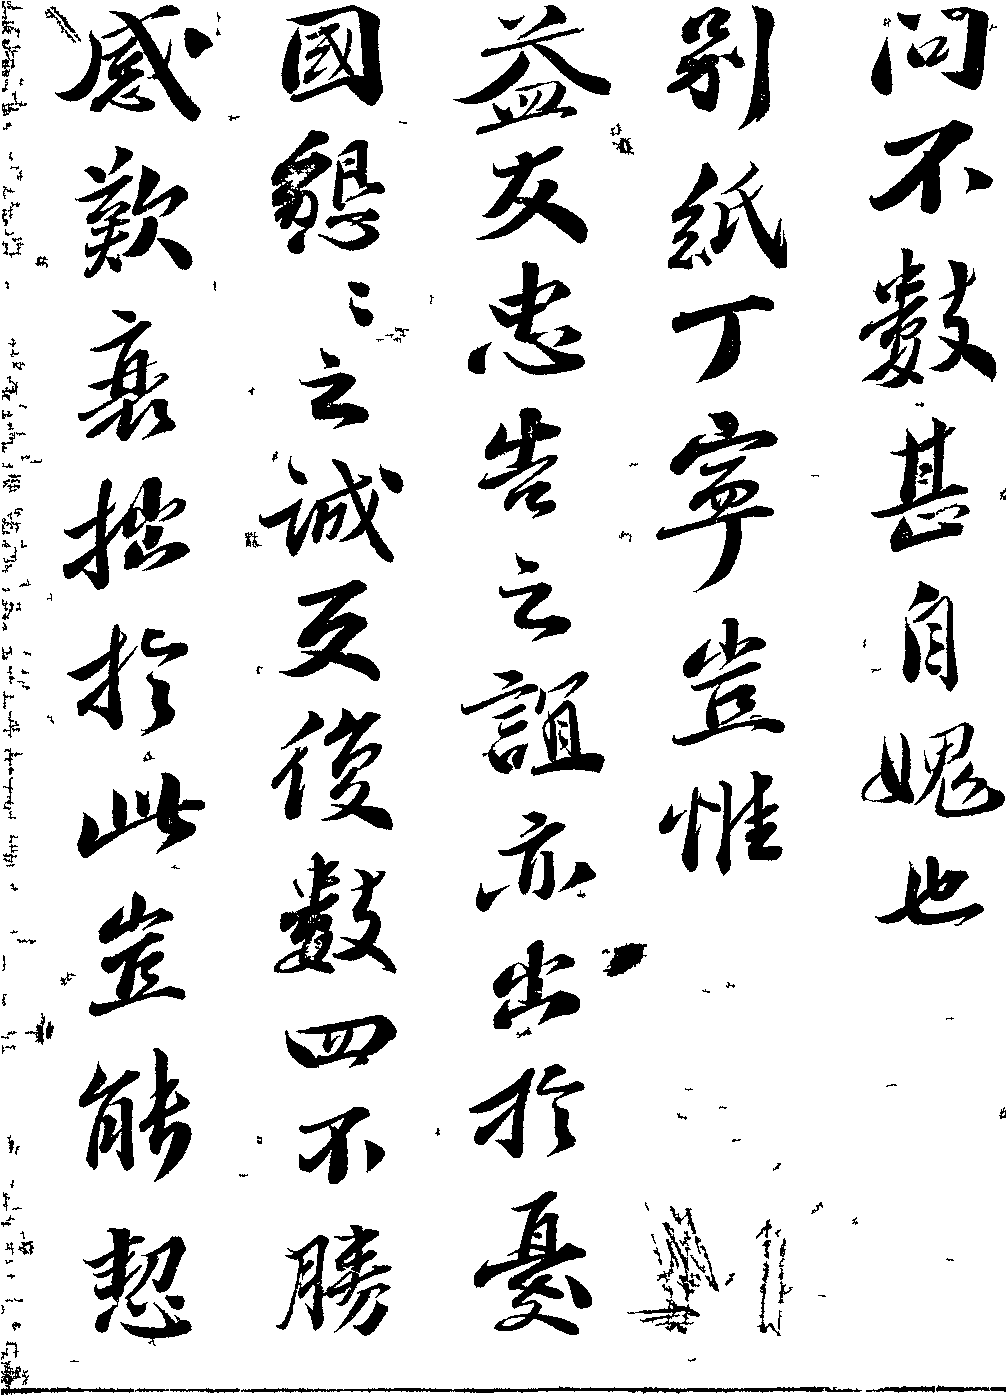 問不數甚自媿也
別紙丁寧豈惟
益友忠告之誼亦出於憂
國懇〻之誠反復數四不勝
感歎衰拙於此豈能恝